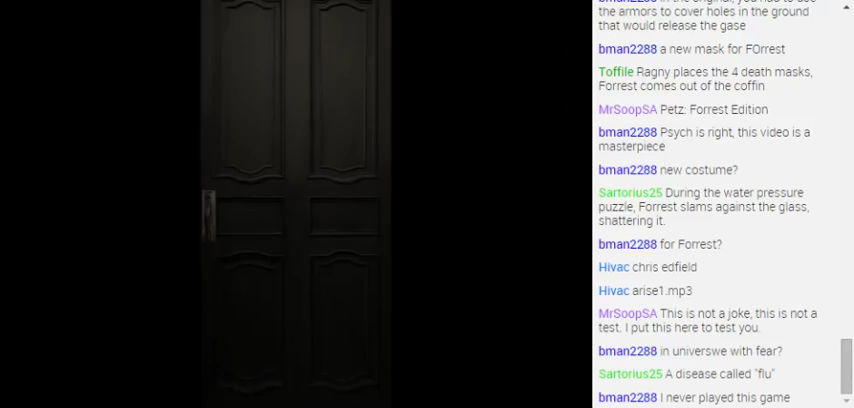 the armors to cover holes in the ground
that would release the gase
bman2288 a new mask for FOrrest
Toffile Ragny places the 4 death masks,
Forrest comes out of the coffin
MrSoopSA Petz: Forrest Edition
bman2288 Psych is right, this video is a
masterpiece
bman2288 new costume?
Sartorius25 During the water pressure
puzzle, Forrest slams against the glass,
shattering it.
bman2288 for Forrest?
Hivac chris edfield
Hivac arise1.mp3
MrSoopSA This is not a joke, this is not a
test. I put this here to test you.
bman2288 in universwe with fear?
Sartorius25 A disease called "flu"
bman2288 I never played this game